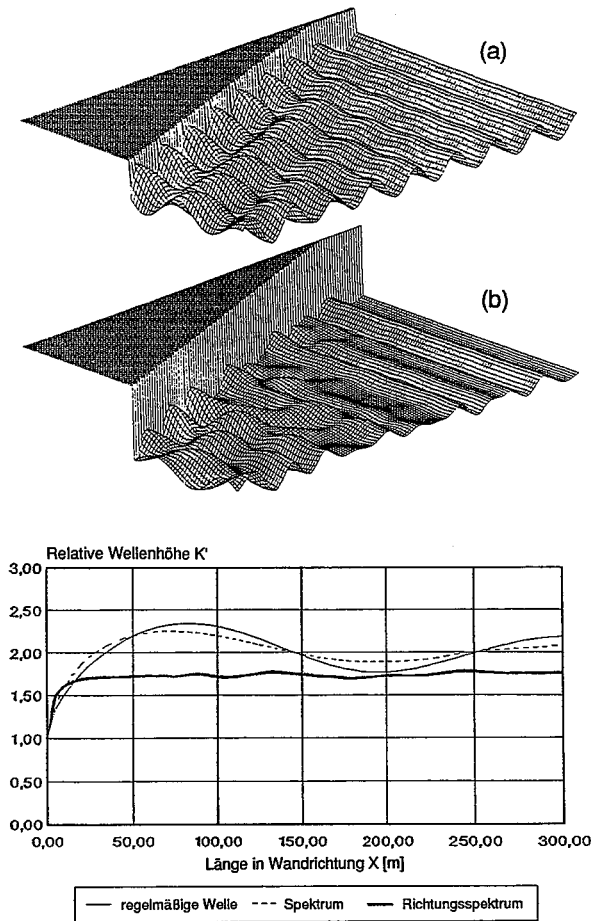 (a)
(b)
Relative Wellenhöhe K'
3,00
2,50
2,00
1,50
1,00
0,50
0,00
0,00 50,00 100,00 150,00 200,00 250,00 300,00
Länge in Wandrichtung X [m]
regelmäßige Welle Spektrum Richtungsspektrum